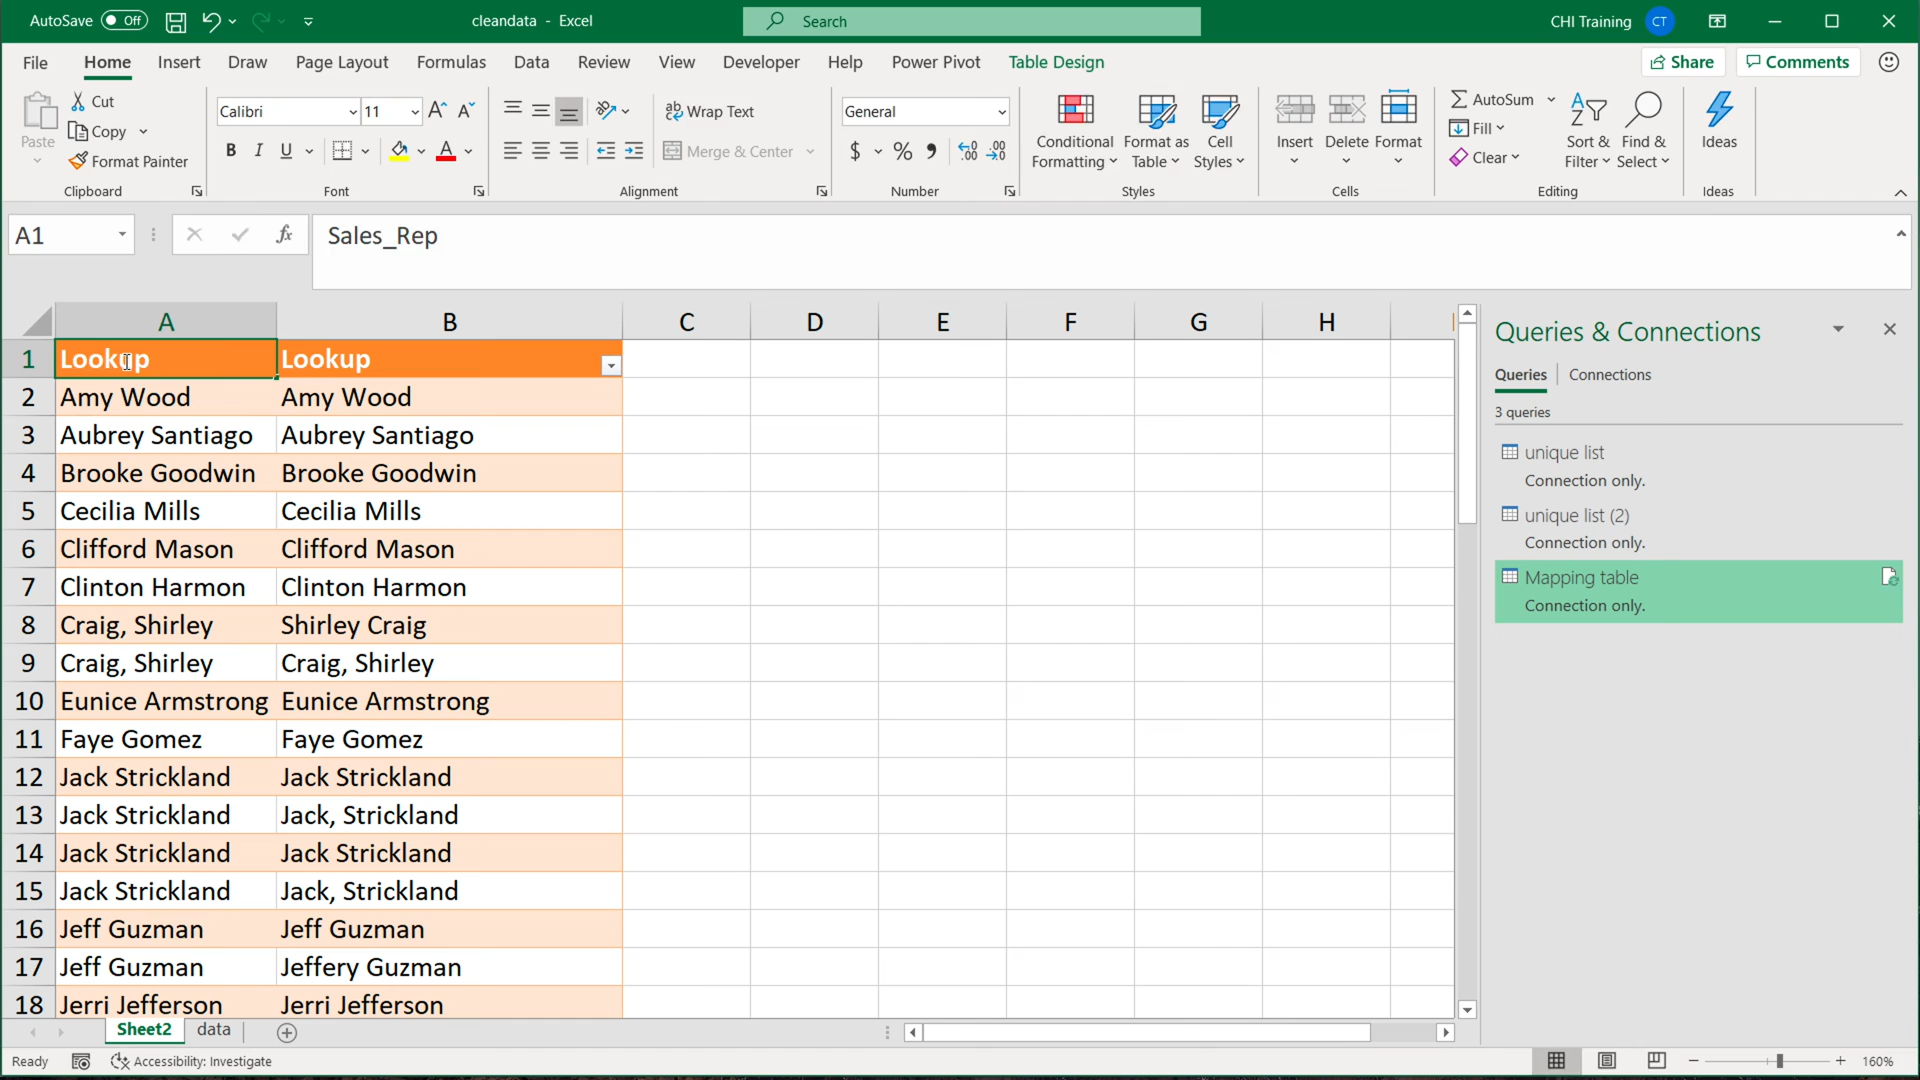 AutoSave Off cleandata - Excel Search CHI Training CT
File Home Insert Draw Page Layout Formulas Data Review View Developer Help Power Pivot Table Design Share Comments
Paste
Cut
Copy
Format Painter
Clipboard
Calibri 11
B I U A
Font
Wrap Text
Merge & Center
Alignment
General
$ %
Number
Conditional Formatting
Format as Table
Cell Styles
Styles
Insert Delete Format
Cells
AutoSum
Fill
Clear
Sort & Filter
Find & Select
Editing
Ideas
Ideas
A1 fx Sales_Rep
A B C D E F G H
1 Lookup Lookup
2 Amy Wood Amy Wood
3 Aubrey Santiago Aubrey Santiago
4 Brooke Goodwin Brooke Goodwin
5 Cecilia Mills Cecilia Mills
6 Clifford Mason Clifford Mason
7 Clinton Harmon Clinton Harmon
8 Craig, Shirley Shirley Craig
9 Craig, Shirley Craig, Shirley
10 Eunice Armstrong Eunice Armstrong
11 Faye Gomez Faye Gomez
12 Jack Strickland Jack Strickland
13 Jack Strickland Jack, Strickland
14 Jack Strickland Jack Strickland
15 Jack Strickland Jack, Strickland
16 Jeff Guzman Jeff Guzman
17 Jeff Guzman Jeffery Guzman
18 Jerri Jefferson Jerri Jefferson
Queries & Connections
Queries Connections
3 queries
unique list
Connection only.
unique list (2)
Connection only.
Mapping table
Connection only.
Sheet2 data
Ready Accessibility: Investigate 160%